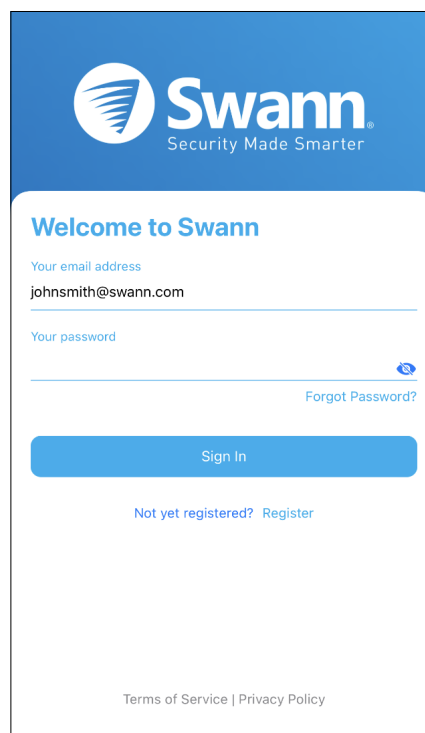 Swann®
Security Made Smarter
Welcome to Swann
Your email address
johnsmith@swann.com
Your password
Forgot Password?
Sign In
Not yet registered? Register
Terms of Service | Privacy Policy